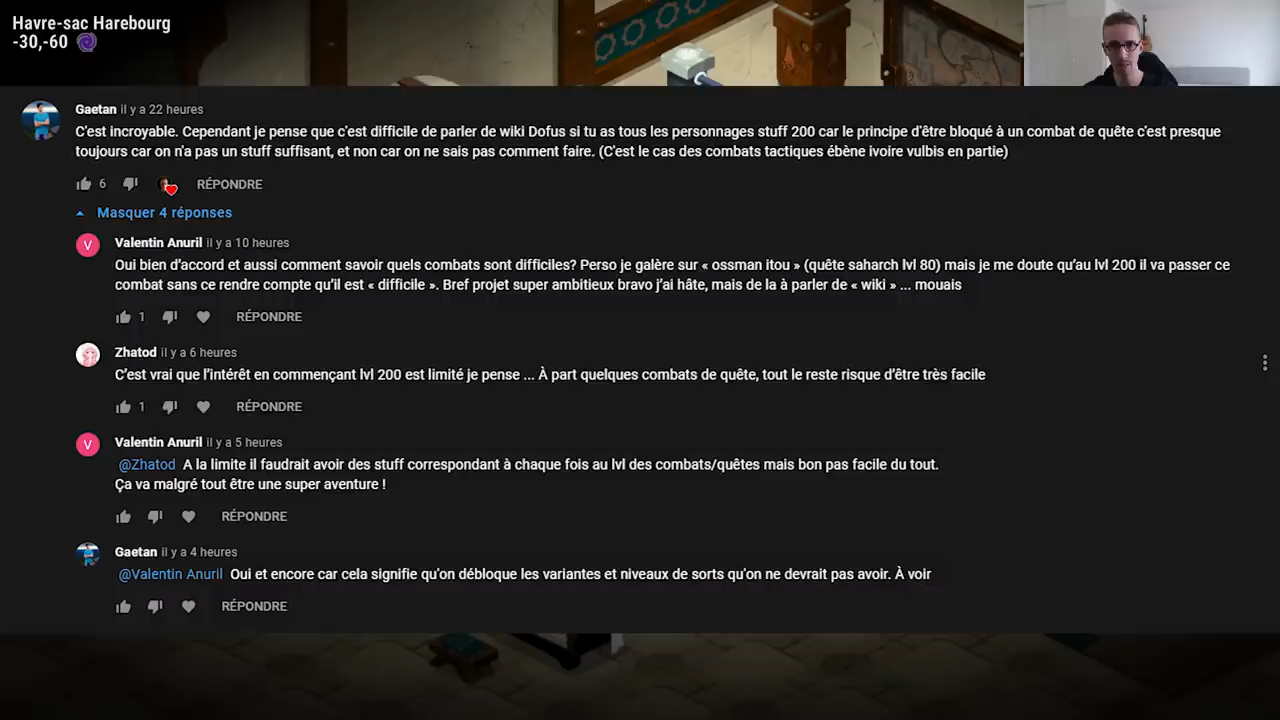 Havre-sac Harebourg
-30,-60
Gaetan il y a 22 heures
C'est incroyable. Cependant je pense que c'est difficile de parler de wiki Dofus si tu as tous les personnages stuff 200 car le principe d'être bloqué à un combat de quête c'est presque
toujours car on n'a pas un stuff suffisant, et non car on ne sais pas comment faire. (C'est le cas des combats tactiques ébène ivoire vulbis en partie)
6 RÉPONDRE
Masquer 4 réponses
V
Valentin Anuril il y a 10 heures
Oui bien d'accord et aussi comment savoir quels combats sont difficiles? Perso je galère sur « ossman itou » (quête saharch lvl 80) mais je me doute qu'au lvl 200 il va passer ce
combat sans ce rendre compte qu'il est « difficile ». Bref projet super ambitieux bravo j'ai hâte, mais de la à parler de « wiki » ... mouais
1 RÉPONDRE
Zhatod il y a 6 heures
C'est vrai que l'intérêt en commençant lvl 200 est limité je pense ... À part quelques combats de quête, tout le reste risque d'être très facile
1 RÉPONDRE
V
Valentin Anuril il y a 5 heures
@Zhatod A la limite il faudrait avoir des stuff correspondant à chaque fois au lvl des combats/quêtes mais bon pas facile du tout.
Ça va malgré tout être une super aventure !
RÉPONDRE
Gaetan il y a 4 heures
@Valentin Anuril Oui et encore car cela signifie qu'on débloque les variantes et niveaux de sorts qu'on ne devrait pas avoir. À voir
RÉPONDRE